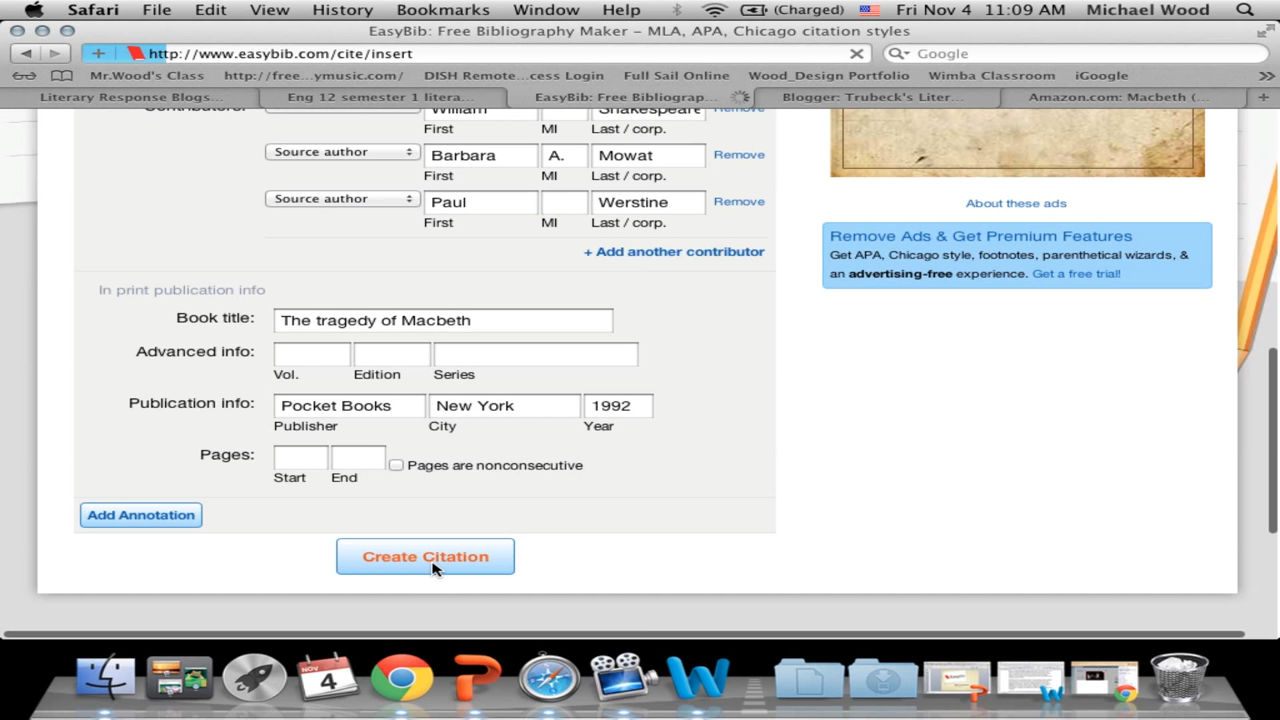 Safari File Edit View History Bookmarks Window Help (Charged) Fri Nov 4 11:09 AM Michael Wood
EasyBib: Free Bibliography Maker – MLA, APA, Chicago citation styles
http://www.easybib.com/cite/insert Google
Mr.Wood's Class http://free...ymusic.com/ DISH Remote...cess Login Full Sail Online Wood_Design Portfolio Wimba Classroom iGoogle
Literary Response Blogs... Eng 12 semester 1 litera... EasyBib: Free Bibliograp... Blogger: Trubeck's Liter... Amazon.com: Macbeth (...
William Shakespeare Remove
First MI Last / corp.
Source author Barbara A. Mowat Remove
First MI Last / corp.
Source author Paul Werstine Remove
First MI Last / corp.
+ Add another contributor
In print publication info
Book title: The tragedy of Macbeth
Advanced info:
Vol. Edition Series
Publication info: Pocket Books New York 1992
Publisher City Year
Pages: Pages are nonconsecutive
Start End
Add Annotation
Create Citation
About these ads
Remove Ads & Get Premium Features
Get APA, Chicago style, footnotes, parenthetical wizards, &
an advertising-free experience. Get a free trial!
NOV
4